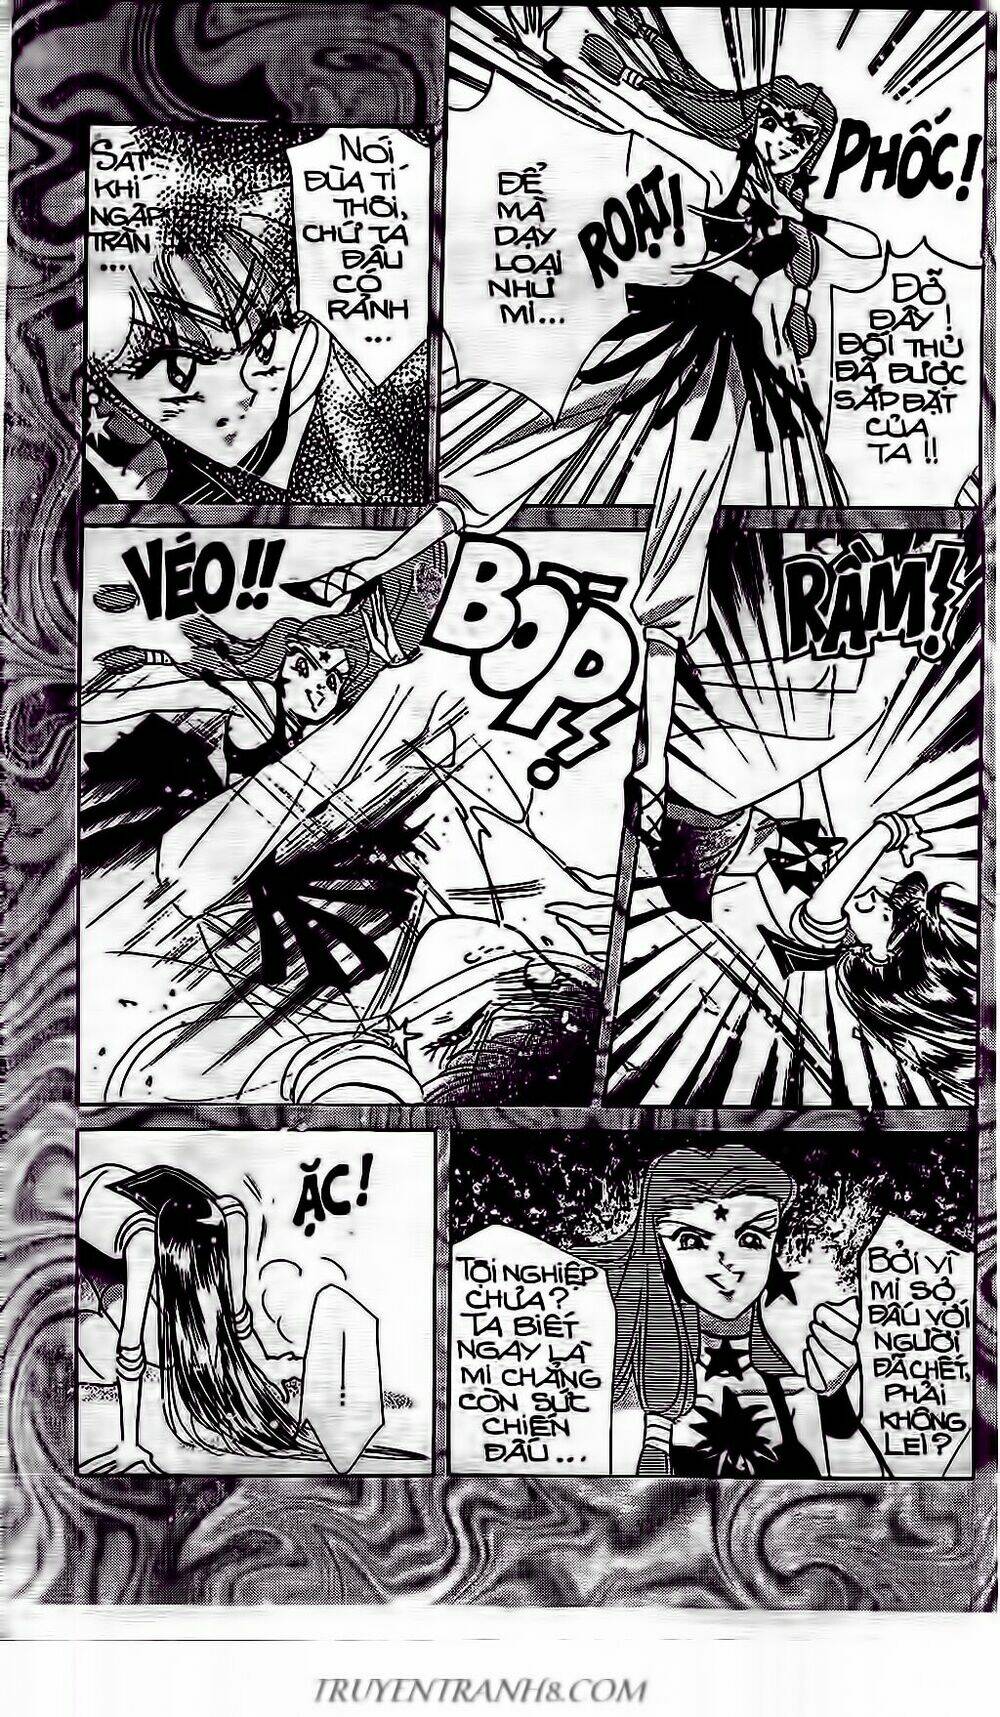 PHỐC!
ROẠT!
ĐỠ
ĐÂY!
ĐỐI THỦ
ĐÃ ĐƯỢC
SẮP ĐẶT
CỦA
TA !!
ĐỂ
MÀ
DẠY
LOẠI
NHƯ
MI...
NÓI
ĐÙA TÍ
THÔI,
CHỨ TA
ĐÂU
CÓ
RẢNH
...
SÁT
KHÍ
NGẬP
TRÀN
....
RẦM!
BỐP!!
VÉO!!
BỞI VÌ
MI SỢ
ĐẤU VỚI
NGƯỜI
ĐÃ CHẾT,
PHẢI
KHÔNG
LEI?
TỘI NGHIỆP
CHƯA?
TA BIẾT
NGAY LÀ
MI CHẲNG
CÒN SỨC
CHIẾN
ĐẤU...
ẶC!
...
TRUYENTRANH8.COM